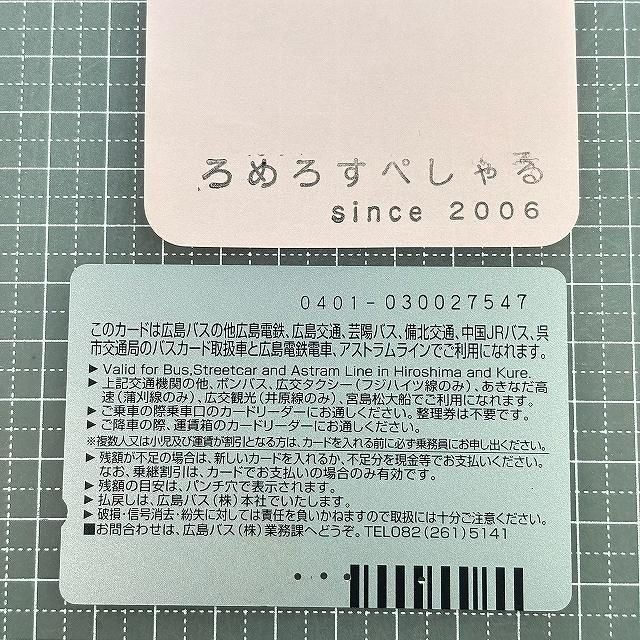 ろめろすぺしゃる
since 2006
0401-030027547
このカードは広島バスの他広島電鉄、広島交通、芸陽バス、備北交通、中国JRバス、呉
市交通局のバスカード取扱車と広島電鉄電車、アストラムラインでご利用になれます。
▶ Valid for Bus,Streetcar and Astram Line in Hiroshima and Kure.
▶ 上記交通機関の他、ボンバス、広交タクシー(フジハイツ線のみ)、あきなだ高
速(蒲刈線のみ)、広交観光(井原線のみ)、宮島松大船でご利用になれます。
▶ ご乗車の際乗車口のカードリーダーにお通しください。整理券は不要です。
▶ ご降車の際、運賃箱のカードリーダーにお通しください。
※複数人又は小児及び運賃が割引となる方は、カードを入れる前に必ず乗務員にお申し出ください。
▶ 残額が不足の場合は、新しいカードを入れるか、不足分を現金等でお支払いください。
なお、乗継割引は、カードでお支払いの場合のみ有効です。
▶ 残額の目安は、パンチ穴で表示されます。
▶ 払戻しは、広島バス(株)本社でいたします。
▶ 破損・信号消去・紛失に対しては責任を負いかねますので取扱には十分ご注意ください。
■お問合わせは、広島バス(株)業務課へどうぞ。TEL082(261)5141